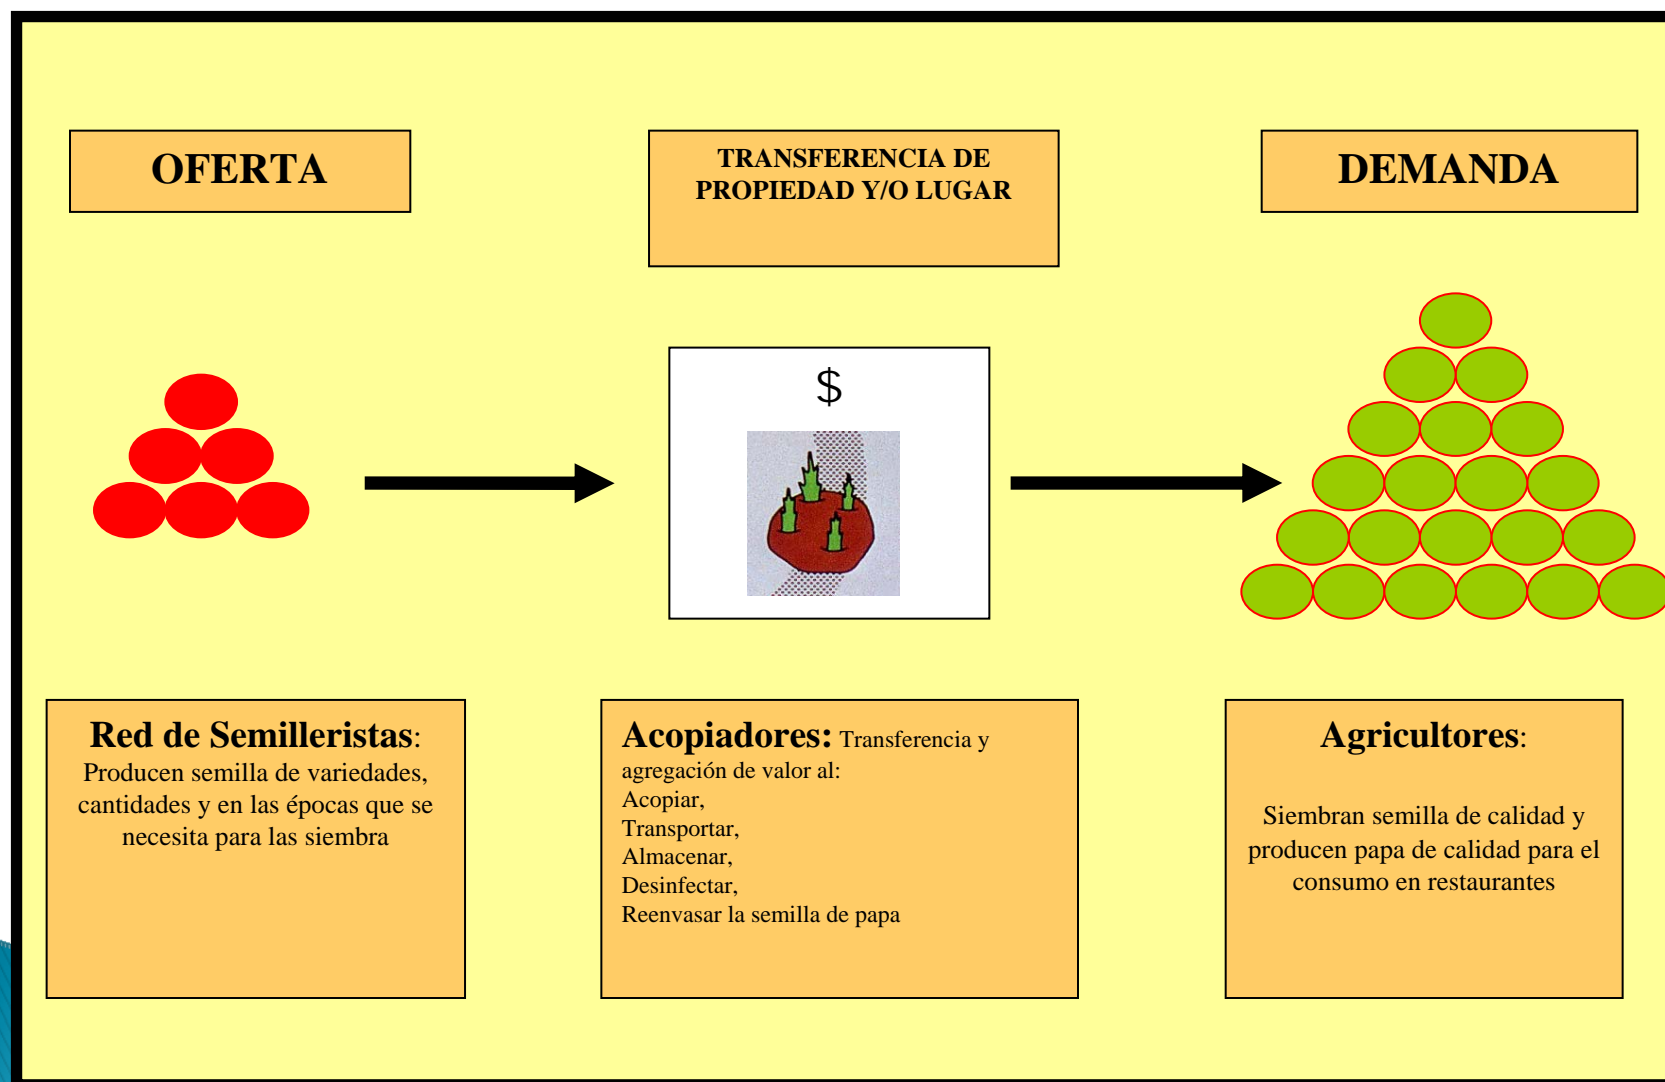 OFERTA
TRANSFERENCIA DE
PROPIEDAD Y/O LUGAR
DEMANDA
$
Red de Semilleristas:
Producen semilla de variedades,
cantidades y en las épocas que se
necesita para las siembra
Acopiadores: Transferencia y
agregación de valor al:
Acopiar,
Transportar,
Almacenar,
Desinfectar,
Reenvasar la semilla de papa
Agricultores:
Siembran semilla de calidad y
producen papa de calidad para el
consumo en restaurantes